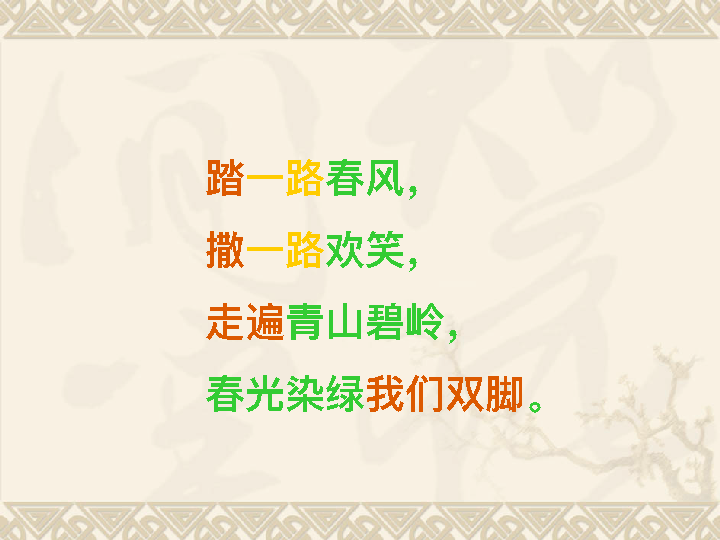 踏一路春风，
撒一路欢笑，
走遍青山碧岭，
春光染绿我们双脚。